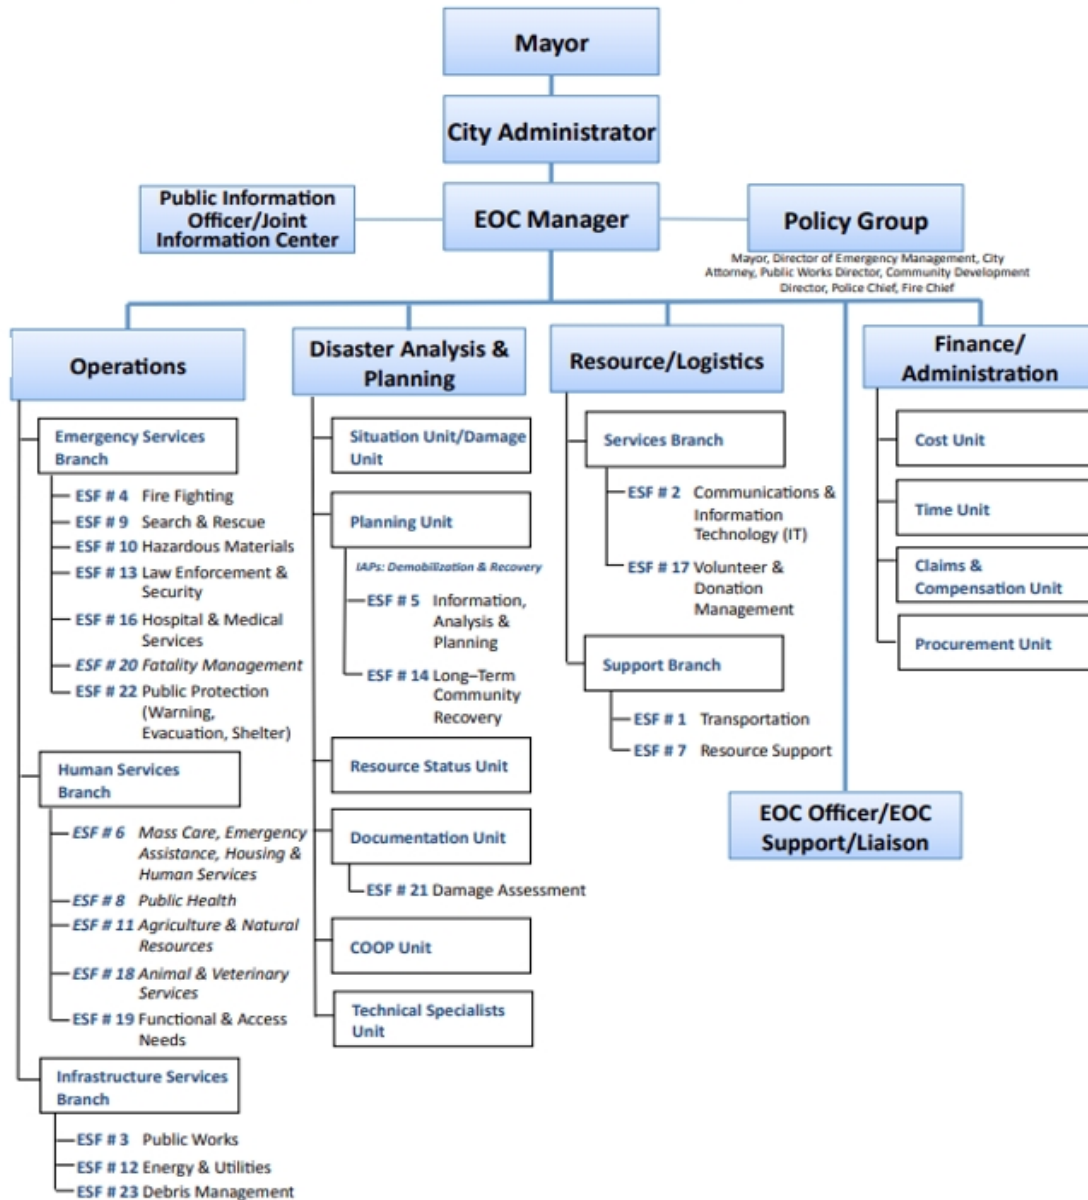 Mayor
City Administrator
Public Information
Officer/Joint
Information Center
EOC Manager
Policy Group
Mayor, Director of Emergency Management, City
Attorney, Public Works Director, Community Development
Director, Police Chief, Fire Chief
Operations
Emergency Services
Branch
ESF # 4 Fire Fighting
ESF # 9 Search & Rescue
ESF # 10 Hazardous Materials
ESF # 13 Law Enforcement &
Security
ESF # 16 Hospital & Medical
Services
ESF # 20 Fatality Management
ESF # 22 Public Protection
(Warning,
Evacuation, Shelter)
Human Services
Branch
ESF # 6 Mass Care, Emergency
Assistance, Housing &
Human Services
ESF # 8 Public Health
ESF # 11 Agriculture & Natural
Resources
ESF # 18 Animal & Veterinary
Services
ESF # 19 Functional & Access
Needs
Infrastructure Services
Branch
ESF # 3 Public Works
ESF # 12 Energy & Utilities
ESF # 23 Debris Management
Disaster Analysis &
Planning
Situation Unit/Damage
Unit
Planning Unit
IAPs: Demobilization & Recovery
ESF # 5 Information,
Analysis &
Planning
ESF # 14 Long–Term
Community
Recovery
Resource Status Unit
Documentation Unit
ESF # 21 Damage Assessment
COOP Unit
Technical Specialists
Unit
Resource/Logistics
Services Branch
ESF # 2 Communications &
Information
Technology (IT)
ESF # 17 Volunteer &
Donation
Management
Support Branch
ESF # 1 Transportation
ESF # 7 Resource Support
EOC Officer/EOC
Support/Liaison
Finance/
Administration
Cost Unit
Time Unit
Claims &
Compensation Unit
Procurement Unit